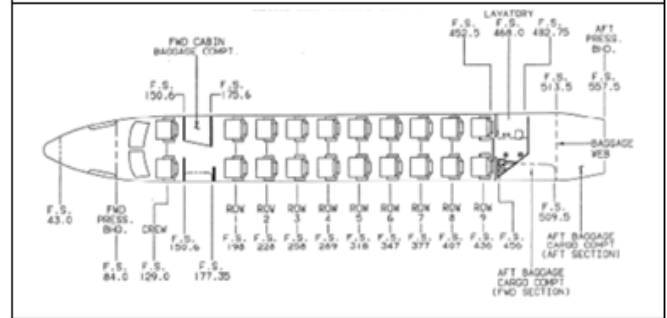 LAVATORY
F.S.
452.5
F.S.
468.0
F.S.
482.75
AFT
PRESS.
BHD.
FWD CABIN
BAGGAGE COMPT.
F.S.
150.6
F.S.
175.6
F.S.
513.5
F.S.
557.5
BAGGAGE
WEB
F.S.
43.0
FWD
PRESS.
BHD.
F.S.
84.0
CREW
F.S.
129.0
F.S.
150.6
F.S.
177.35
ROW
1
F.S.
198
ROW
2
F.S.
228
ROW
3
F.S.
258
ROW
4
F.S.
289
ROW
5
F.S.
318
ROW
6
F.S.
347
ROW
7
F.S.
377
ROW
8
F.S.
407
ROW
9
F.S.
436
F.S.
456
F.S.
509.5
AFT BAGGAGE
CARGO COMPT
(AFT SECTION)
AFT BAGGAGE
CARGO COMPT
(FWD SECTION)